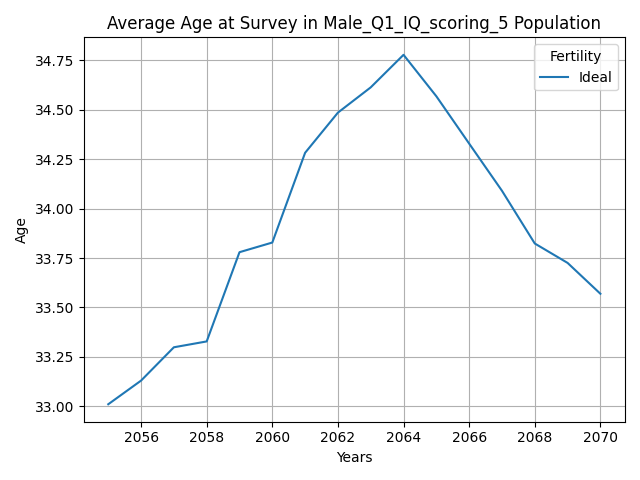 Average Age at Survey in Male_Q1_IQ_scoring_5 Population
Fertility
Ideal
34.75
34.50
34.25
34.00
33.75
33.50
33.25
33.00
Age
2056 2058 2060 2062 2064 2066 2068 2070
Years